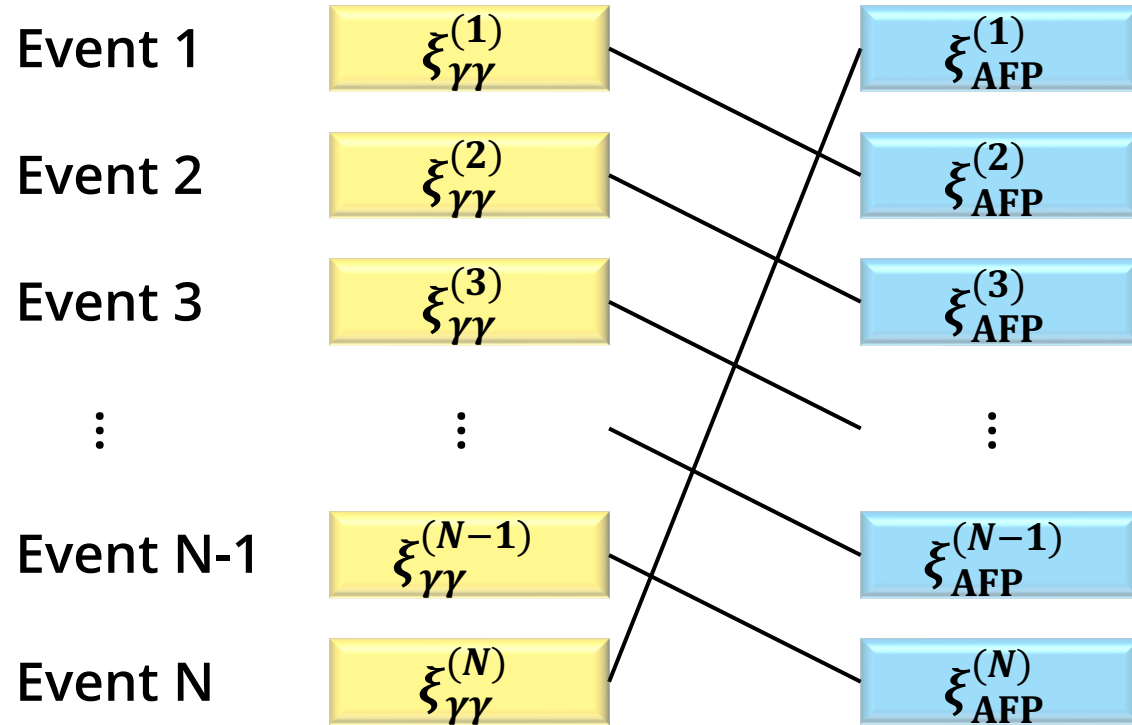 Event 1 ξ_γγ^(1) ξ_AFP^(1)
Event 2 ξ_γγ^(2) ξ_AFP^(2)
Event 3 ξ_γγ^(3) ξ_AFP^(3)
⋮ ⋮ ⋮
Event N-1 ξ_γγ^(N−1) ξ_AFP^(N−1)
Event N ξ_γγ^(N) ξ_AFP^(N)